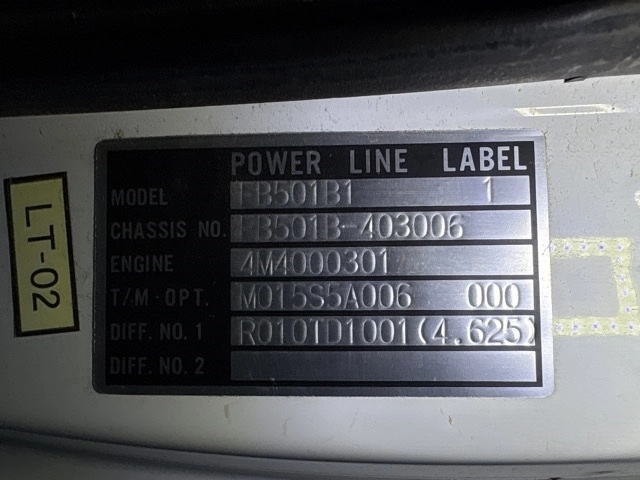 POWER LINE LABEL
MODEL FB501B1 1
CHASSIS NO. FB501B-403006
ENGINE 4M4000301
T/M·OPT. M015S5A006 000
DIFF. NO. 1 R010TD1001(4.625)
DIFF. NO. 2
LT-02